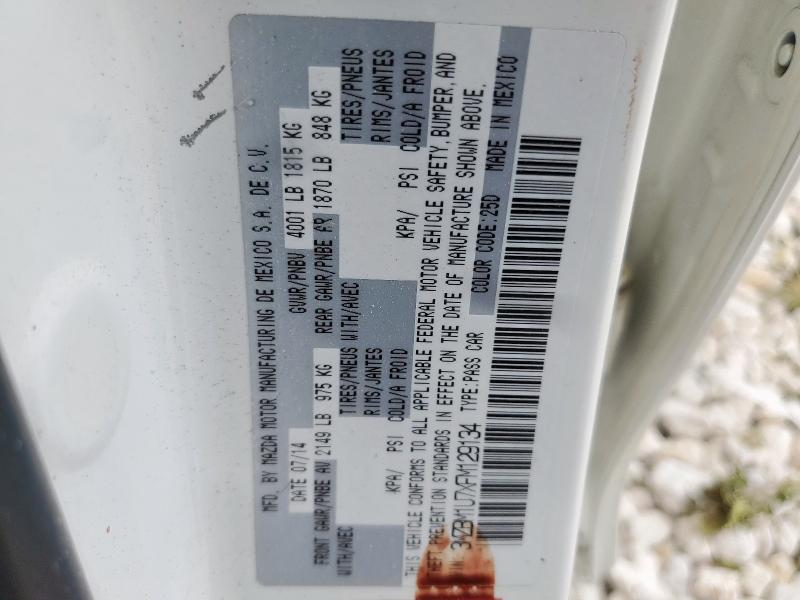 MFD. BY MAZDA MOTOR MANUFACTURING DE MEXICO S.A. DE C.V.
DATE 07/14 GVWR/PNBV 4001 LB 1815 KG
FRONT GAWR/PNBE AV 2149 LB 975 KG REAR GAWR/PNBE AR 1870 LB 848 KG
WITH/AVEC TIRES/PNEUS WITH/AVEC TIRES/PNEUS
RIMS/JANTES RIMS/JANTES
KPA/ PSI COLD/A FROID KPA/ PSI COLD/A FROID
THIS VEHICLE CONFORMS TO ALL APPLICABLE FEDERAL MOTOR VEHICLE SAFETY, BUMPER, AND
THEFT PREVENTION STANDARDS IN EFFECT ON THE DATE OF MANUFACTURE SHOWN ABOVE.
VIN: 3MZBM1U7XFM129134 TYPE:PASS CAR COLOR CODE:25D MADE IN MEXICO